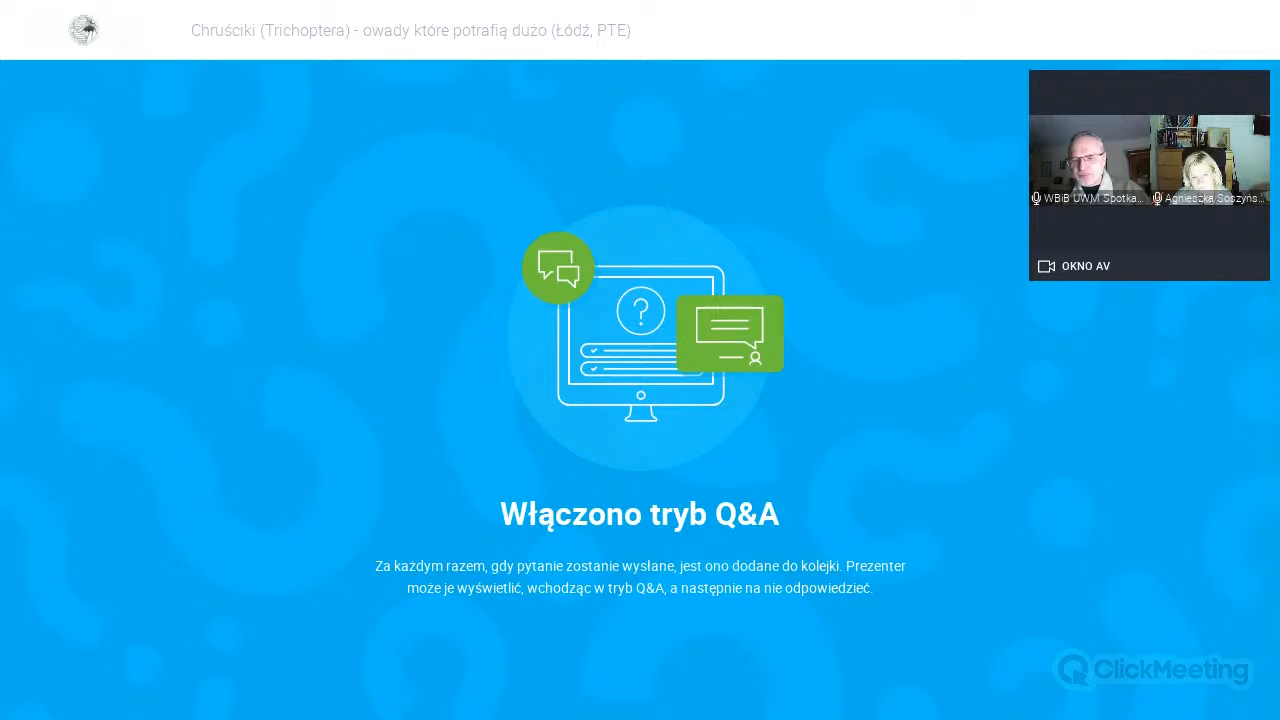 Chruściki (Trichoptera) - owady które potrafią dużo (Łódź, PTE)
WBiB UWM Spotka...
Agnieszka Soszyńs...
OKNO AV
Włączono tryb Q&A
Za każdym razem, gdy pytanie zostanie wysłane, jest ono dodane do kolejki. Prezenter
może je wyświetlić, wchodząc w tryb Q&A, a następnie na nie odpowiedzieć.
ClickMeeting